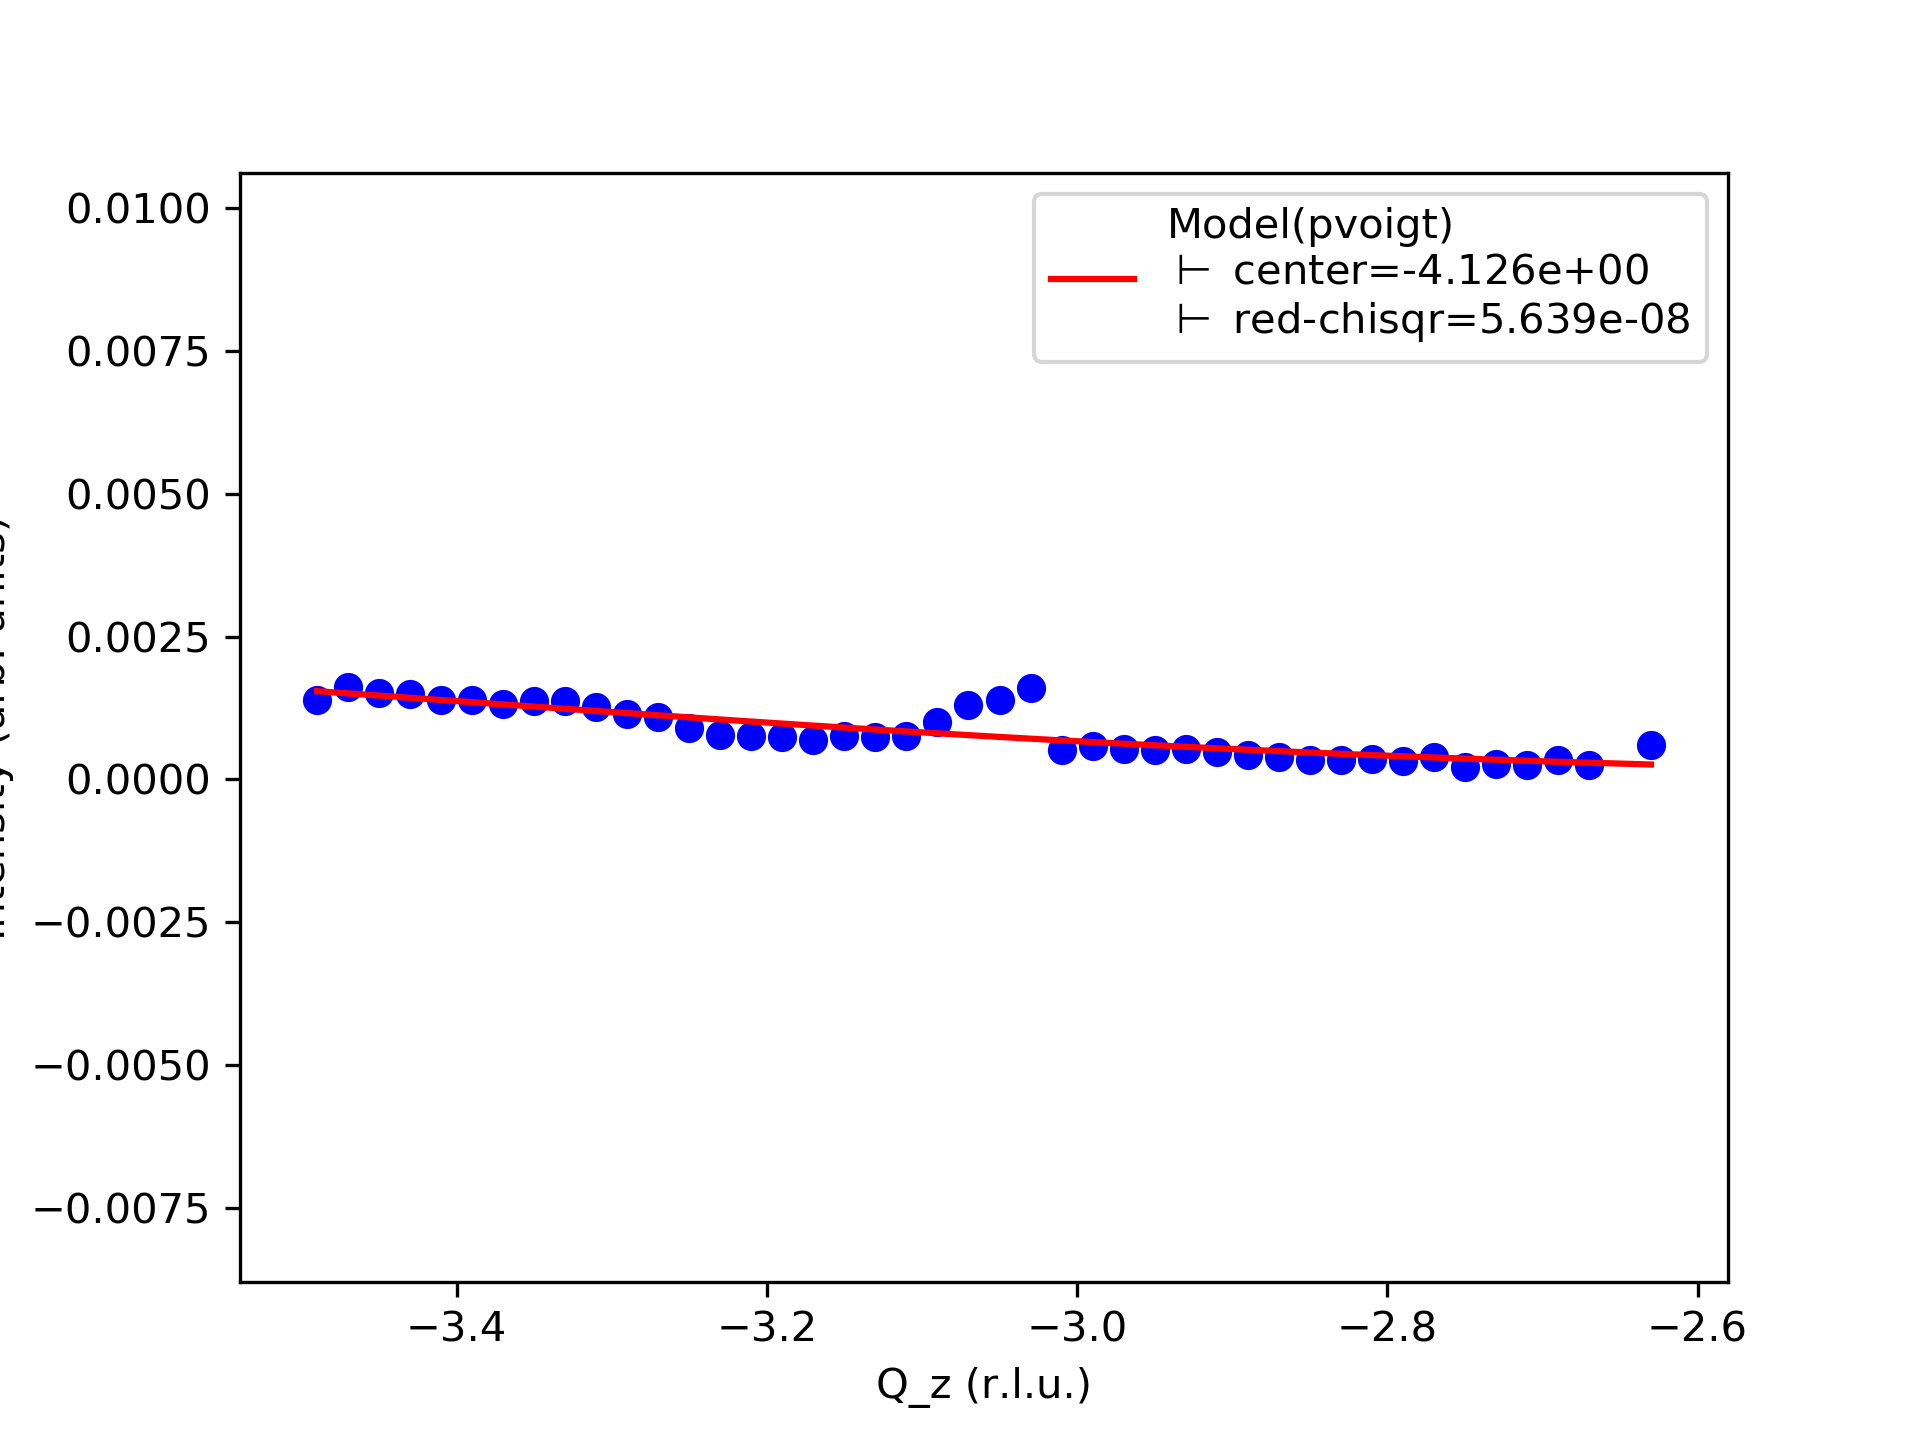 Model(pvoigt)
⊢ center=-4.126e+00
⊢ red-chisqr=5.639e-08
0.0100
0.0075
0.0050
0.0025
0.0000
−0.0025
−0.0050
−0.0075
−3.4 −3.2 −3.0 −2.8 −2.6
Q_z (r.l.u.)